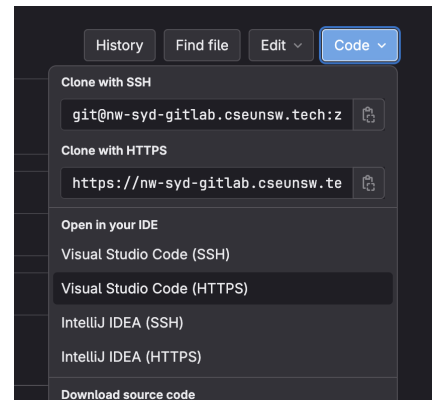 History Find file Edit Code
Clone with SSH
git@nw-syd-gitlab.cseunsw.tech:z
Clone with HTTPS
https://nw-syd-gitlab.cseunsw.te
Open in your IDE
Visual Studio Code (SSH)
Visual Studio Code (HTTPS)
IntelliJ IDEA (SSH)
IntelliJ IDEA (HTTPS)
Download source code